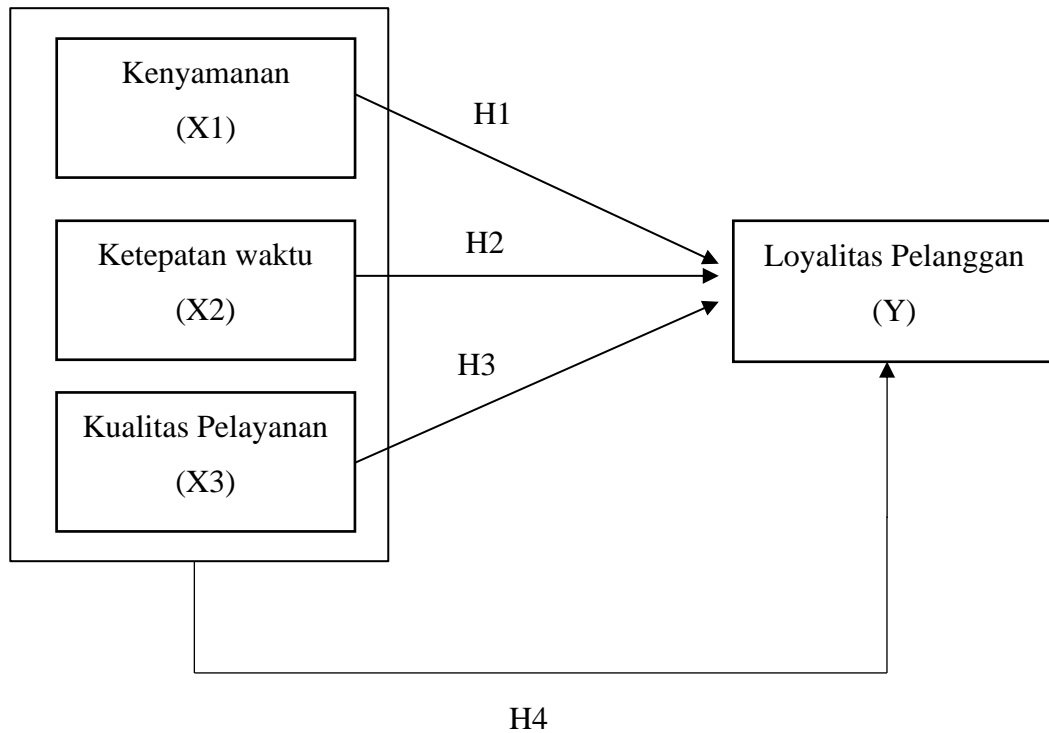 Kenyamanan
(X1)
H1
Ketepatan waktu
(X2)
H2
Kualitas Pelayanan
(X3)
H3
Loyalitas Pelanggan
(Y)
H4